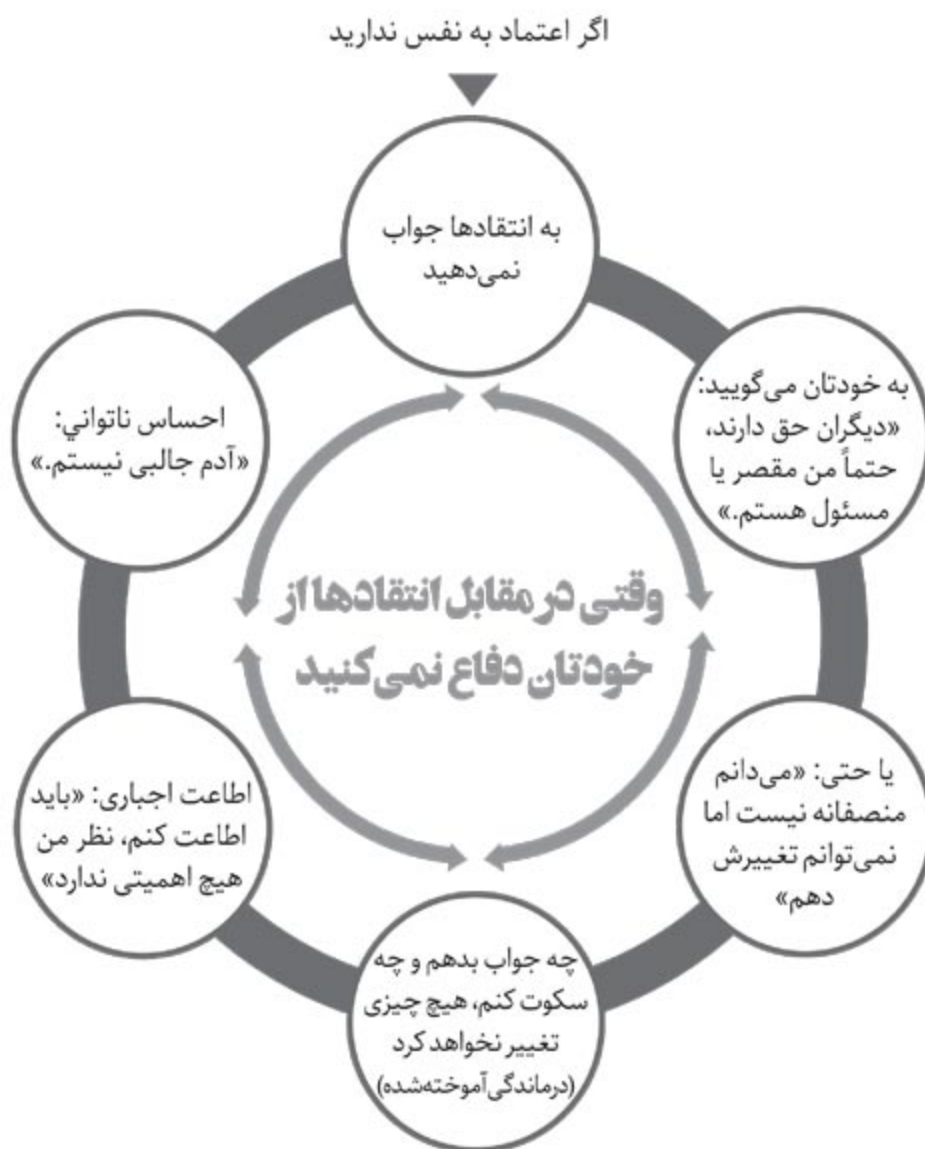 اگر اعتماد به نفس ندارید
به انتقادها جواب
نمی‌دهید
به خودتان می‌گویید:
«دیگران حق دارند،
حتماً من مقصر یا
مسئول هستم.»
یا حتی: «می‌دانم
منصفانه نیست اما
نمی‌توانم تغییرش
دهم»
چه جواب بدهم و چه
سکوت کنم، هیچ چیزی
تغییر نخواهد کرد
(درماندگی آموخته‌شده)
اطاعت اجباری: «باید
اطاعت کنم، نظر من
هیچ اهمیتی ندارد»
احساس ناتواني:
«آدم جالبی نیستم.»
وقتی در مقابل انتقادها از
خودتان دفاع نمی‌کنید